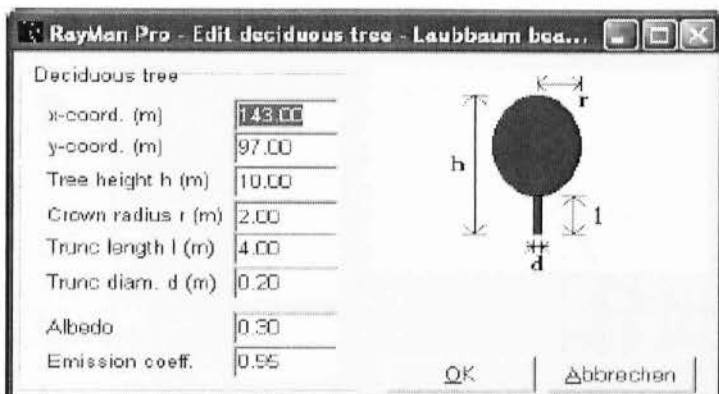 RayMan Pro - Edit deciduous tree - Laubbaum bea...
Deciduous tree
x-coord. (m) 143.00
y-coord. (m) 97.00
Tree height h (m) 10.00
Crown radius r (m) 2.00
Trunc length l (m) 4.00
Trunc diam. d (m) 0.20
Albedo 0.30
Emission coeff. 0.95
r
h
l
d
OK
Abbrechen